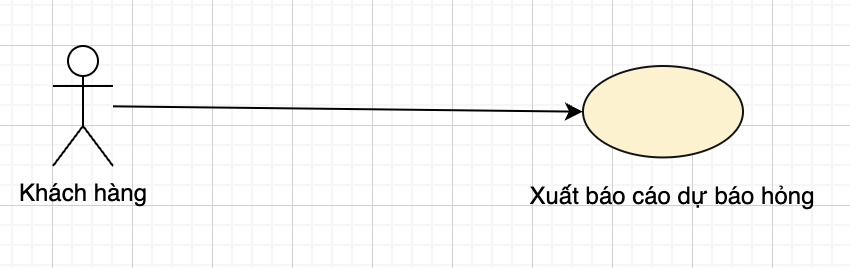 Khách hàng
Xuất báo cáo dự báo hỏng